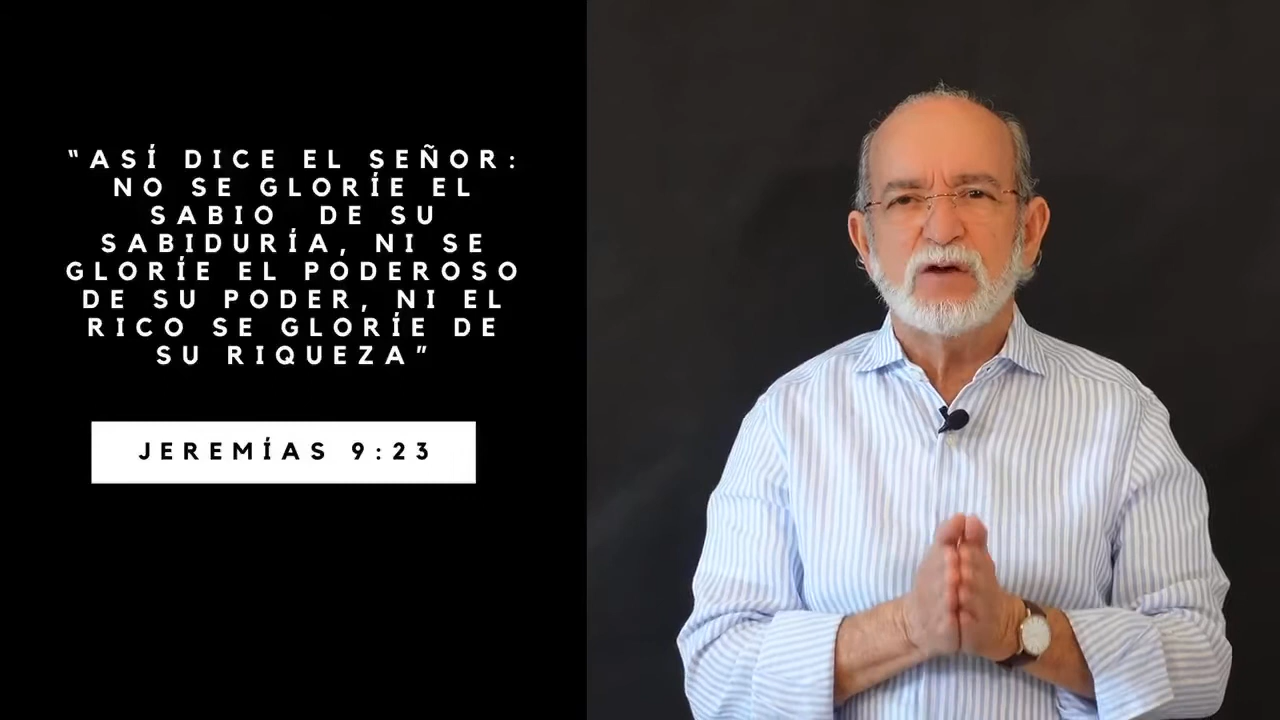 “ASÍ DICE EL SEÑOR:
NO SE GLORÍE EL
SABIO DE SU
SABIDURÍA, NI SE
GLORÍE EL PODEROSO
DE SU PODER, NI EL
RICO SE GLORÍE DE
SU RIQUEZA”
JEREMÍAS 9:23